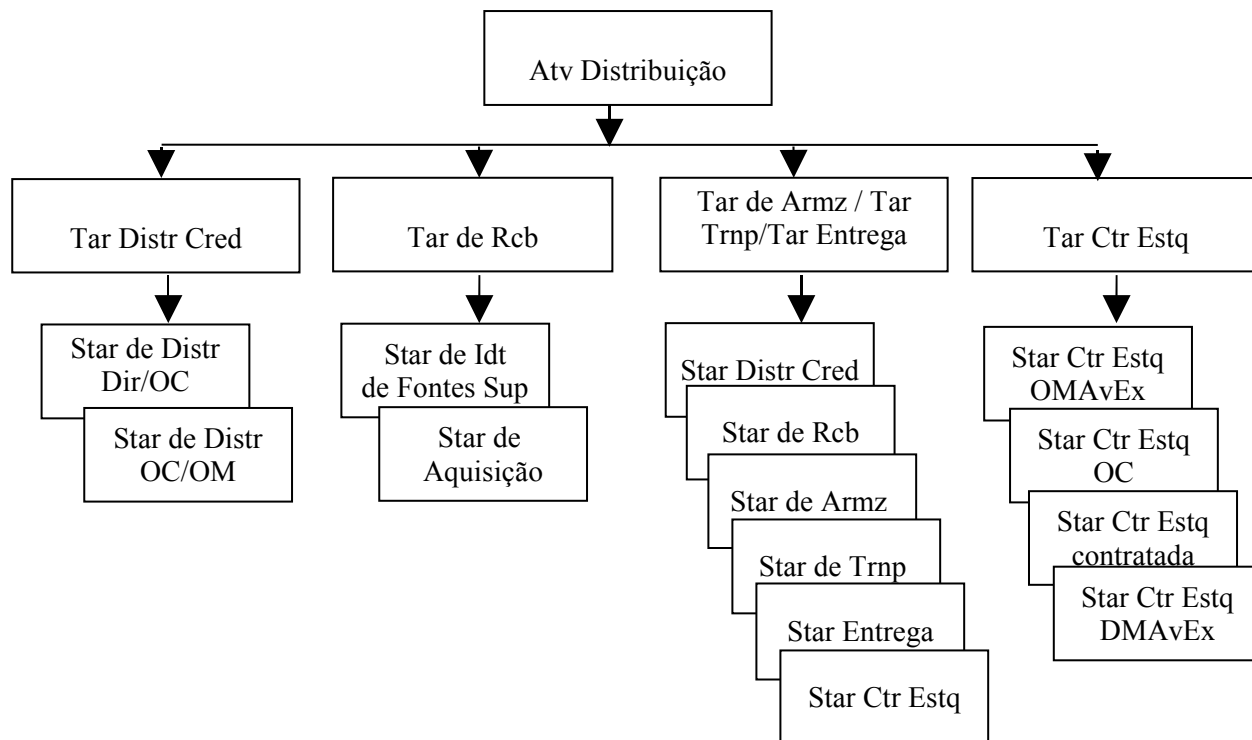 Atv Distribuição
Tar Distr Cred
Tar de Rcb
Tar de Armz / Tar
Trnp/Tar Entrega
Tar Ctr Estq
Star de Distr
Dir/OC
Star de Distr
OC/OM
Star de Idt
de Fontes Sup
Star de
Aquisição
Star Distr Cred
Star de Rcb
Star de Armz
Star de Trnp
Star Entrega
Star Ctr Estq
Star Ctr Estq
OMAvEx
Star Ctr Estq
OC
Star Ctr Estq
contratada
Star Ctr Estq
DMAvEx